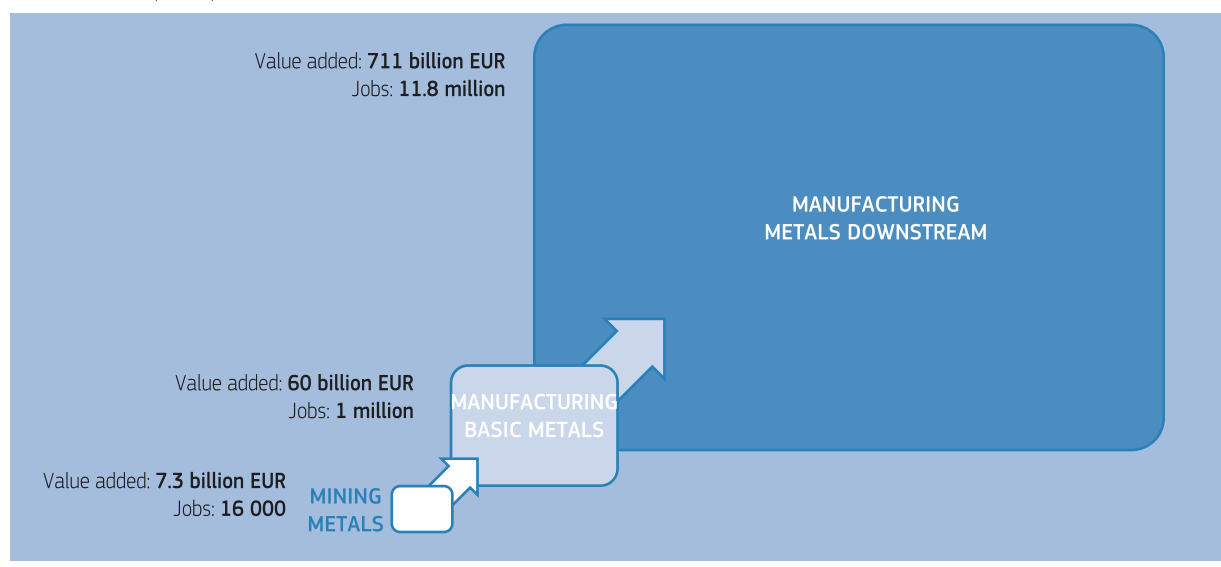 Value added: 711 billion EUR
Jobs: 11.8 million
MANUFACTURING
METALS DOWNSTREAM
Value added: 60 billion EUR
Jobs: 1 million
MANUFACTURING
BASIC METALS
Value added: 7.3 billion EUR
Jobs: 16 000
MINING
METALS